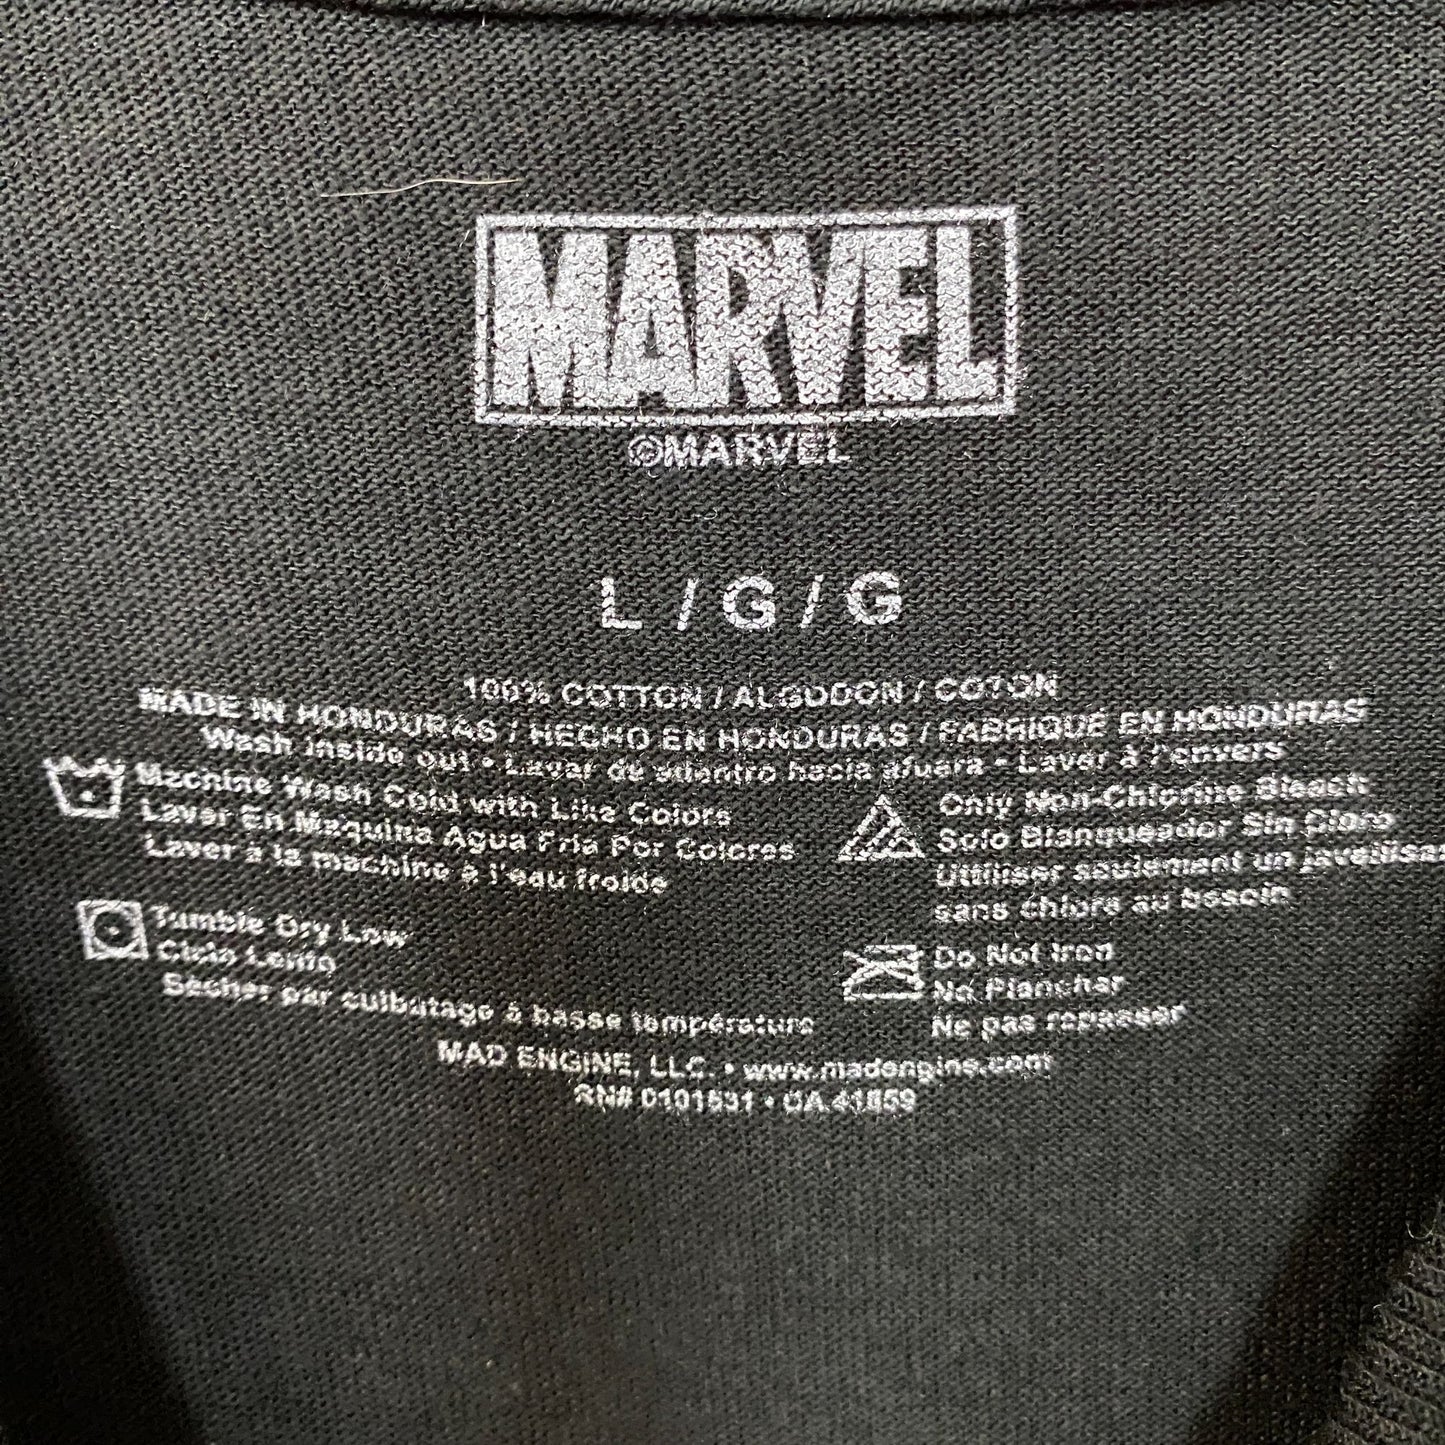 MARVEL
©MARVEL
L / G / G
100% COTTON / ALGODON / COTON
MADE IN HONDURAS / HECHO EN HONDURAS / FABRIQUE EN HONDURAS
Wash inside out • Lavar de adentro hacia afuera • Laver à l'envers
Machine Wash Cold with Like Colors
Lavar En Maquina Agua Fria Por Colores
Laver à la machine à l'eau froide
Only Non-Chlorine Bleach
Solo Blanqueador Sin Cloro
Utiliser seulement un javellisa
sans chlore au besoin
Tumble Dry Low
Ciclo Lento
Sécher par culbutage à basse température
Do Not Iron
No Planchar
Ne pas repasser
MAD ENGINE, LLC. • www.madengine.com
RN# 0101531 • CA 41859